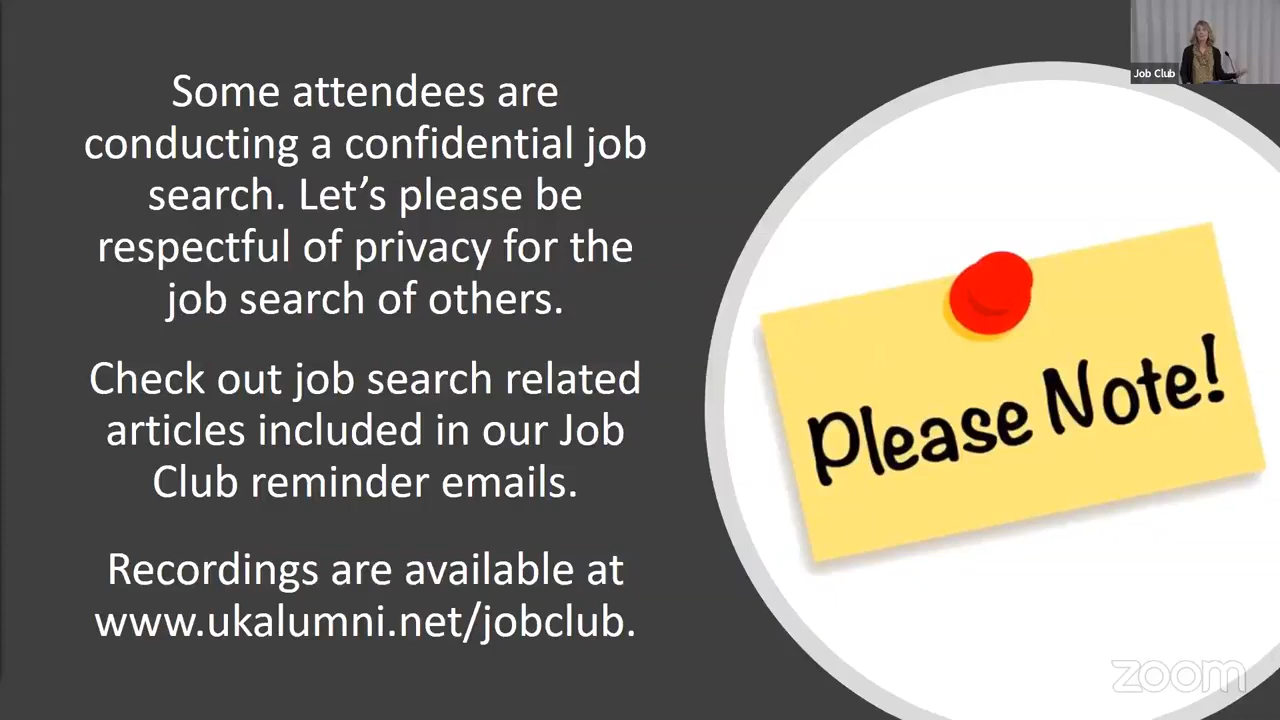 Some attendees are
conducting a confidential job
search. Let’s please be
respectful of privacy for the
job search of others.
Check out job search related
articles included in our Job
Club reminder emails.
Recordings are available at
www.ukalumni.net/jobclub.
Job Club
Please Note!
zoom